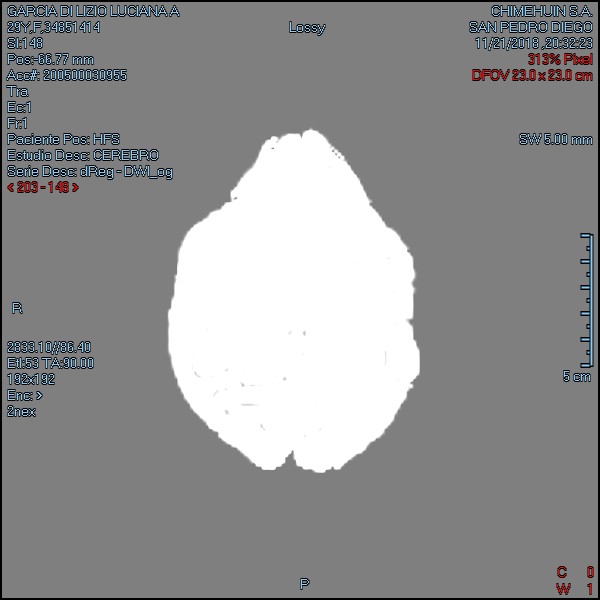 GARCIA DI LIZIO LUCIANA A
29Y,F,34851414
Sl:148
Pos:-66.77 mm
Acc#: 200500030955
Tra
Ec:1
Fr:1
Paciente Pos: HFS
Estudio Desc: CEREBRO
Serie Desc: dReg - DWI_og
< 203 - 148 >
Lossy
CHIMEHUIN S.A.
SAN PEDRO DIEGO
11/21/2018 ,20:32:23
313% Pixel
DFOV 23.0 x 23.0 cm
SW 5.00 mm
R
2833.10//86.40
Etl:53 TA:90.00
192x192
Enc: >
2nex
5 cm
P
C 0
W 1